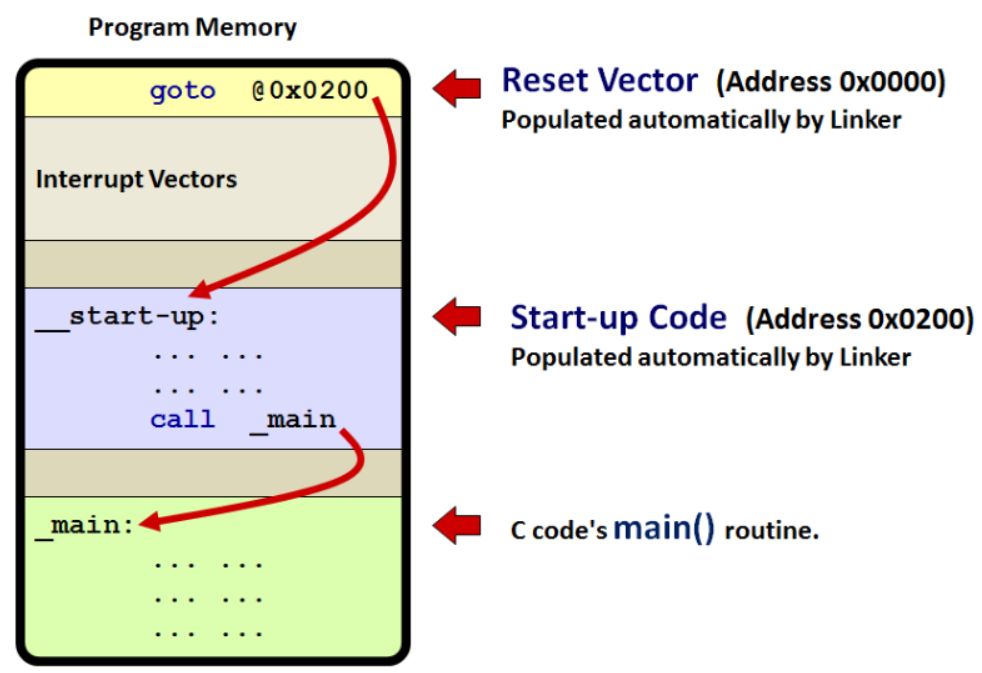 Program Memory
goto @0x0200
Reset Vector (Address 0x0000)
Populated automatically by Linker
Interrupt Vectors
__start-up:
... ...
... ...
call _main
Start-up Code (Address 0x0200)
Populated automatically by Linker
_main:
... ...
... ...
... ...
C code's main() routine.